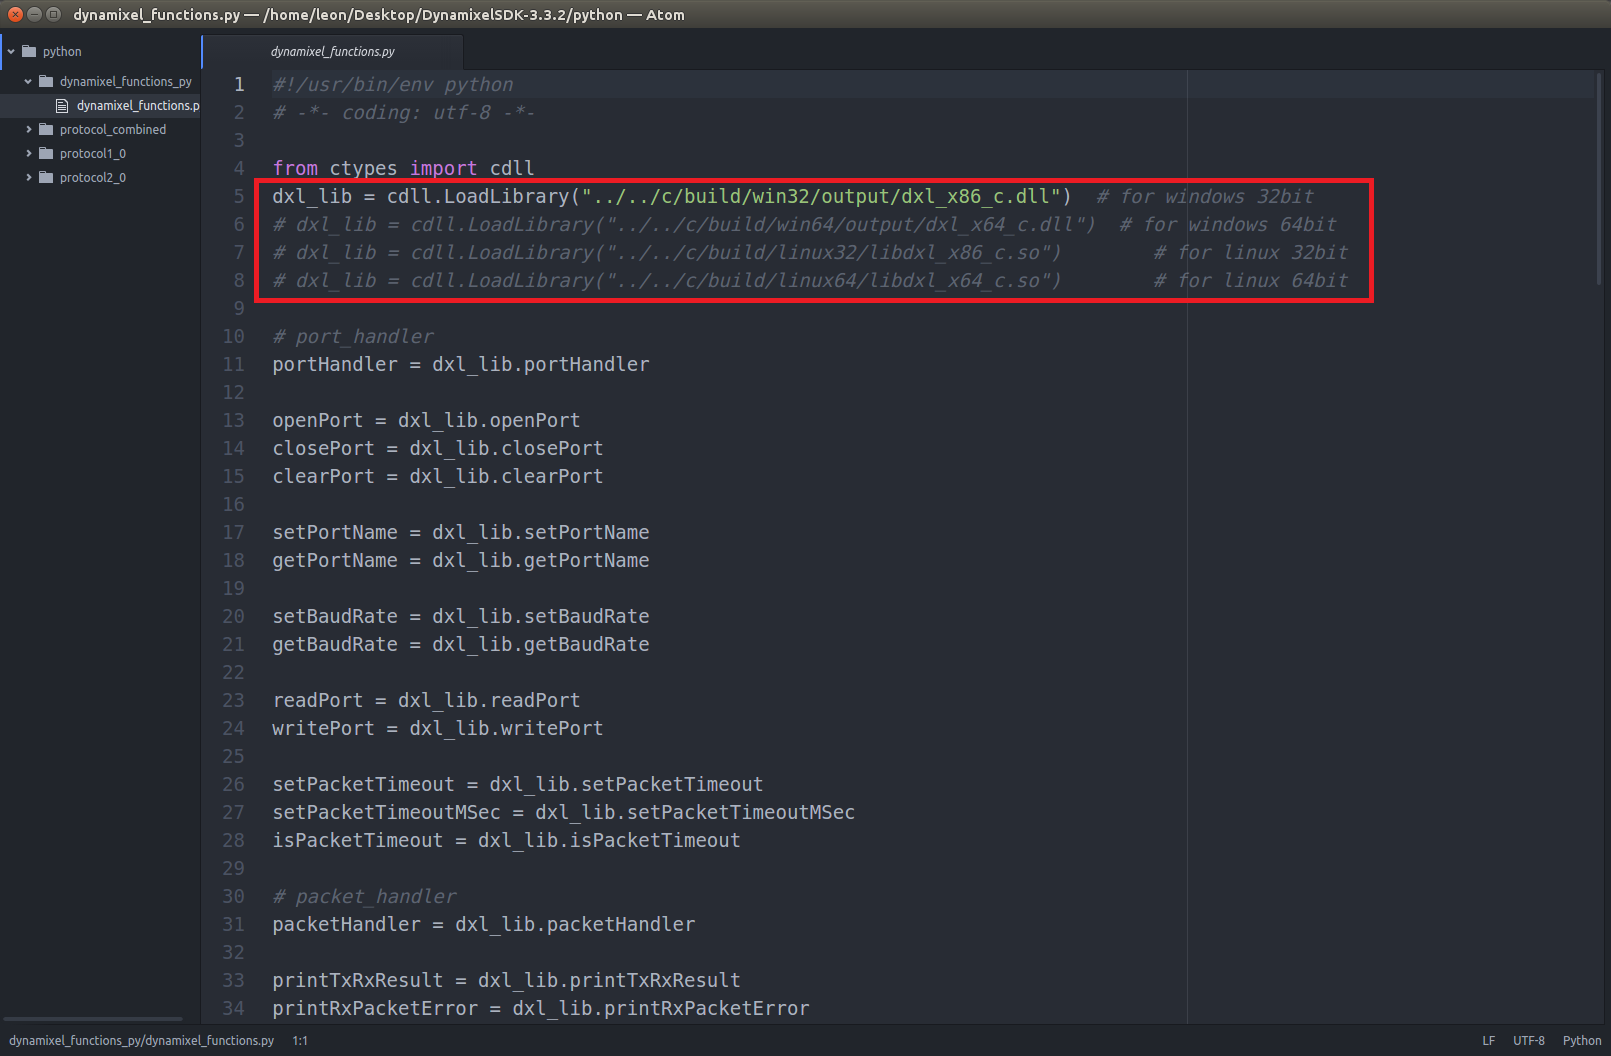 dynamixel_functions.py — /home/leon/Desktop/DynamixelSDK-3.3.2/python — Atom
python
dynamixel_functions_py
dynamixel_functions.p
protocol_combined
protocol1_0
protocol2_0
dynamixel_functions.py
1 #!/usr/bin/env python
2 # -*- coding: utf-8 -*-
3
4 from ctypes import cdll
5 dxl_lib = cdll.LoadLibrary("../../c/build/win32/output/dxl_x86_c.dll")  # for windows 32bit
6 # dxl_lib = cdll.LoadLibrary("../../c/build/win64/output/dxl_x64_c.dll")  # for windows 64bit
7 # dxl_lib = cdll.LoadLibrary("../../c/build/linux32/libdxl_x86_c.so")        # for linux 32bit
8 # dxl_lib = cdll.LoadLibrary("../../c/build/linux64/libdxl_x64_c.so")        # for linux 64bit
9
10 # port_handler
11 portHandler = dxl_lib.portHandler
12
13 openPort = dxl_lib.openPort
14 closePort = dxl_lib.closePort
15 clearPort = dxl_lib.clearPort
16
17 setPortName = dxl_lib.setPortName
18 getPortName = dxl_lib.getPortName
19
20 setBaudRate = dxl_lib.setBaudRate
21 getBaudRate = dxl_lib.getBaudRate
22
23 readPort = dxl_lib.readPort
24 writePort = dxl_lib.writePort
25
26 setPacketTimeout = dxl_lib.setPacketTimeout
27 setPacketTimeoutMSec = dxl_lib.setPacketTimeoutMSec
28 isPacketTimeout = dxl_lib.isPacketTimeout
29
30 # packet_handler
31 packetHandler = dxl_lib.packetHandler
32
33 printTxRxResult = dxl_lib.printTxRxResult
34 printRxPacketError = dxl_lib.printRxPacketError
dynamixel_functions_py/dynamixel_functions.py 1:1 LF UTF-8 Python